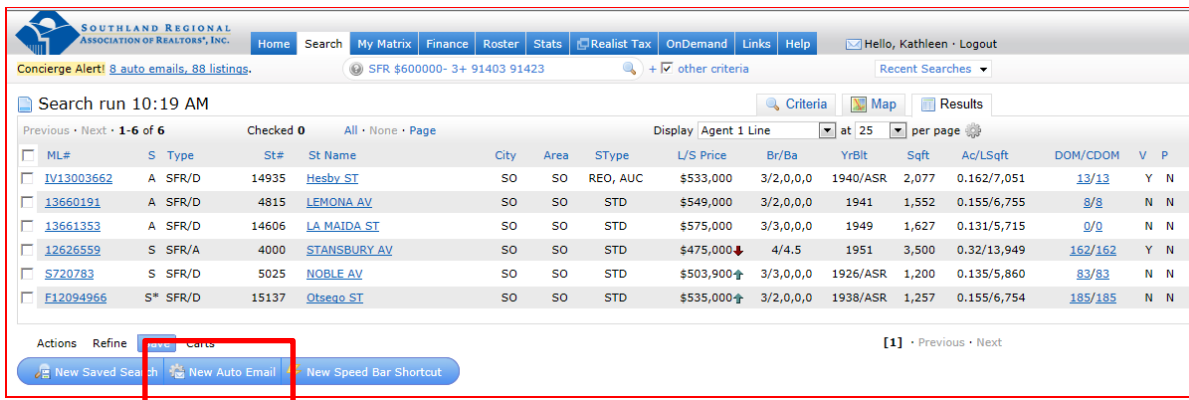 SOUTHLAND REGIONAL
ASSOCIATION OF REALTORS®, INC.
Home Search My Matrix Finance Roster Stats Realist Tax OnDemand Links Help Hello, Kathleen · Logout
Concierge Alert! 8 auto emails, 88 listings. SFR $600000- 3+ 91403 91423 + other criteria Recent Searches
Search run 10:19 AM Criteria Map Results
Previous · Next · 1-6 of 6 Checked 0 All · None · Page Display Agent 1 Line at 25 per page
ML# S Type St# St Name City Area SType L/S Price Br/Ba YrBlt Sqft Ac/LSqft DOM/CDOM V P
IV13003662 A SFR/D 14935 Hesby ST SO SO REO, AUC $533,000 3/2,0,0,0 1940/ASR 2,077 0.162/7,051 13/13 Y N
13660191 A SFR/D 4815 LEMONA AV SO SO STD $549,000 3/2,0,0,0 1941 1,552 0.155/6,755 8/8 N N
13661353 A SFR/D 14606 LA MAIDA ST SO SO STD $575,000 3/3,0,0,0 1949 1,627 0.131/5,715 0/0 N N
12626559 S SFR/A 4000 STANSBURY AV SO SO STD $475,000 4/4.5 1951 3,500 0.32/13,949 162/162 Y N
S720783 S SFR/D 5025 NOBLE AV SO SO STD $503,900 3/3,0,0,0 1926/ASR 1,200 0.135/5,860 83/83 N N
F12094966 S* SFR/D 15137 Otsego ST SO SO STD $535,000 3/2,0,0,0 1938/ASR 1,257 0.155/6,754 185/185 N N
Actions Refine Save Carts [1] · Previous · Next
New Saved Search New Auto Email New Speed Bar Shortcut